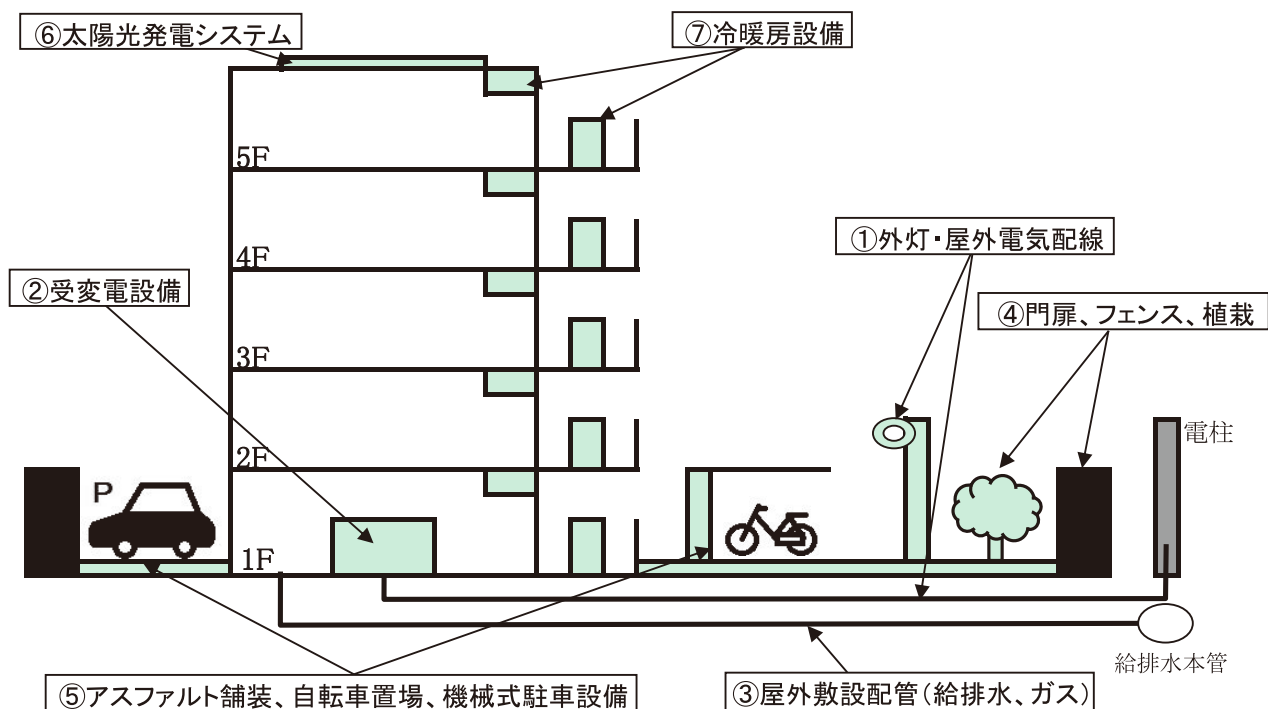 ⑥太陽光発電システム
⑦冷暖房設備
5F
4F
①外灯・屋外電気配線
②受変電設備
④門扉、フェンス、植栽
3F
電柱
2F
P
1F
給排水本管
⑤アスファルト舗装、自転車置場、機械式駐車設備
③屋外敷設配管(給排水、ガス)